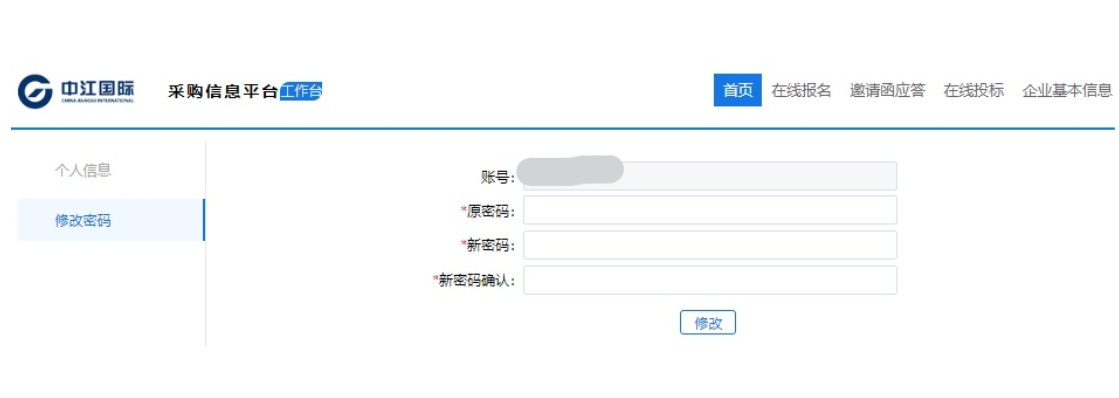 中江国际
CHINA JIANGSU INTERNATIONAL
采购信息平台 工作台
首页 在线报名 邀请函应答 在线投标 企业基本信息
个人信息
修改密码
账号：
*原密码：
*新密码：
*新密码确认：
修改